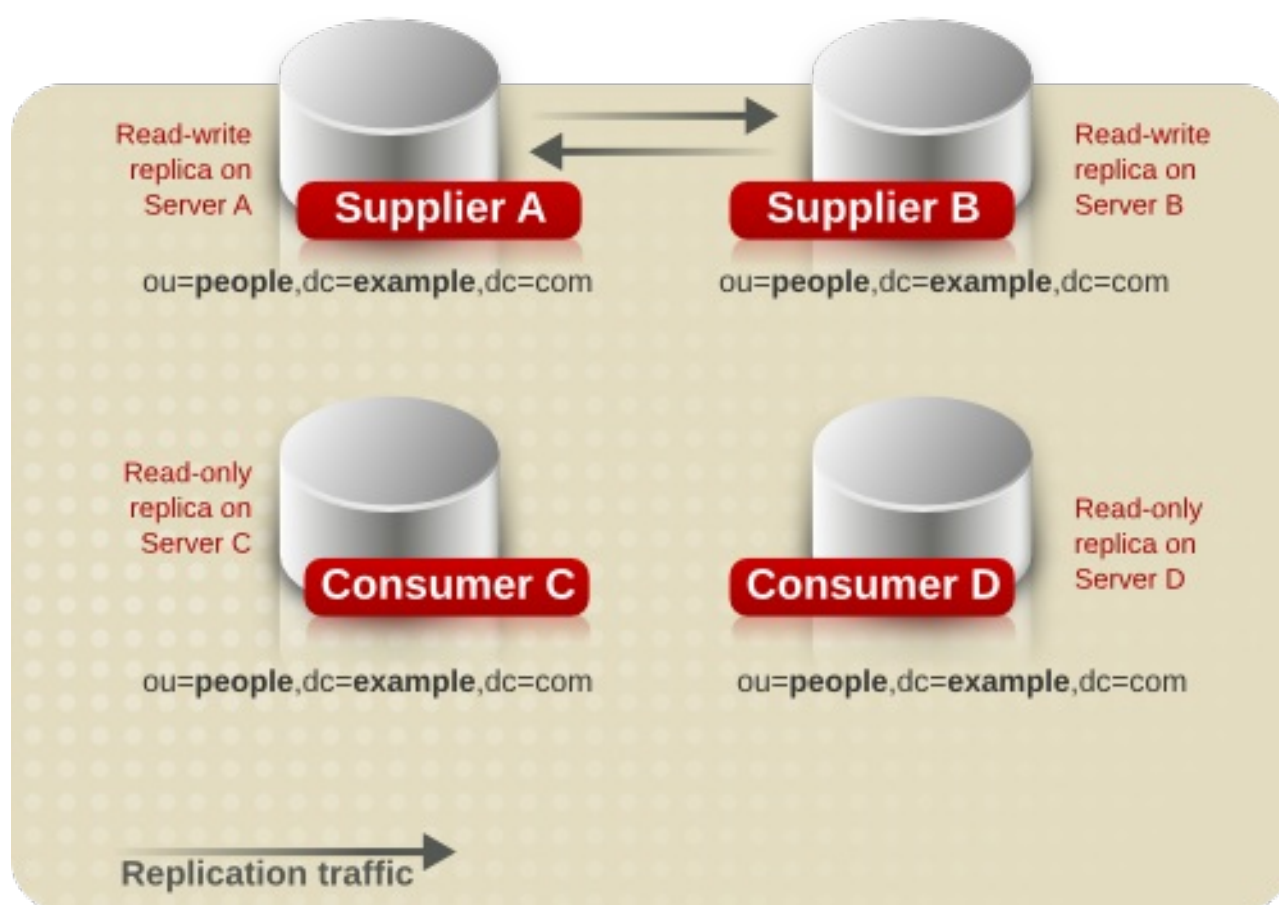 Read-write
replica on
Server A
Supplier A
Supplier B
Read-write
replica on
Server B
ou=people,dc=example,dc=com
ou=people,dc=example,dc=com
Read-only
replica on
Server C
Consumer C
Consumer D
Read-only
replica on
Server D
ou=people,dc=example,dc=com
ou=people,dc=example,dc=com
Replication traffic